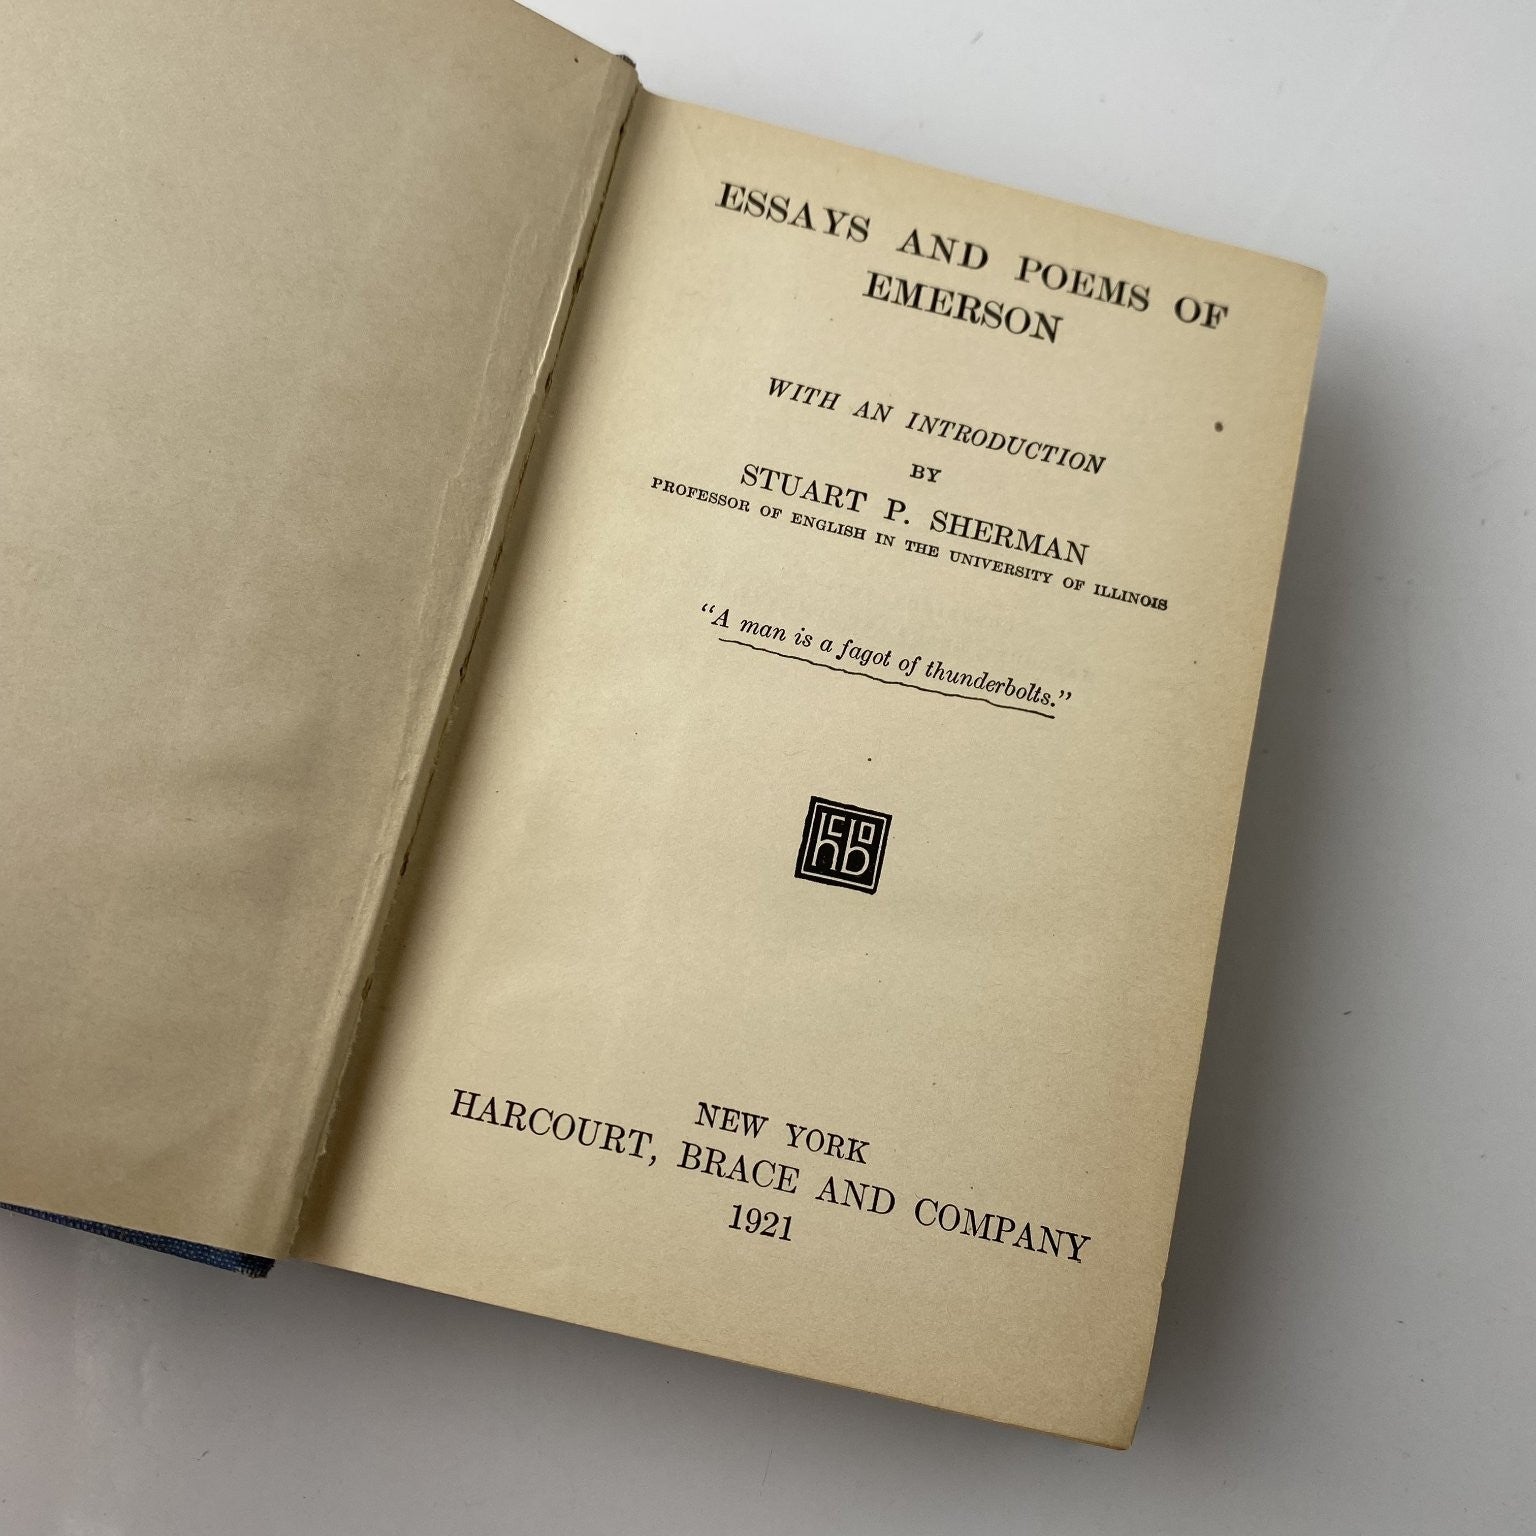 ESSAYS AND POEMS OF
EMERSON
WITH AN INTRODUCTION
BY
STUART P. SHERMAN
PROFESSOR OF ENGLISH IN THE UNIVERSITY OF ILLINOIS
"A man is a fagot of thunderbolts."
hcbo
NEW YORK
HARCOURT, BRACE AND COMPANY
1921